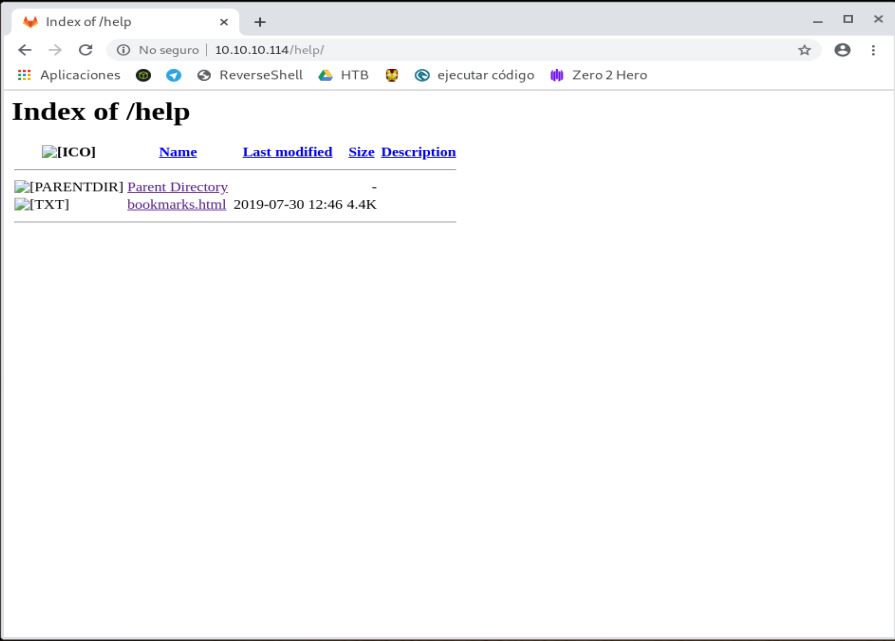 Index of /help
No seguro | 10.10.10.114/help/
Aplicaciones ReverseShell HTB ejecutar código Zero 2 Hero
Index of /help
[ICO] Name Last modified Size Description
[PARENTDIR] Parent Directory -
[TXT] bookmarks.html 2019-07-30 12:46 4.4K